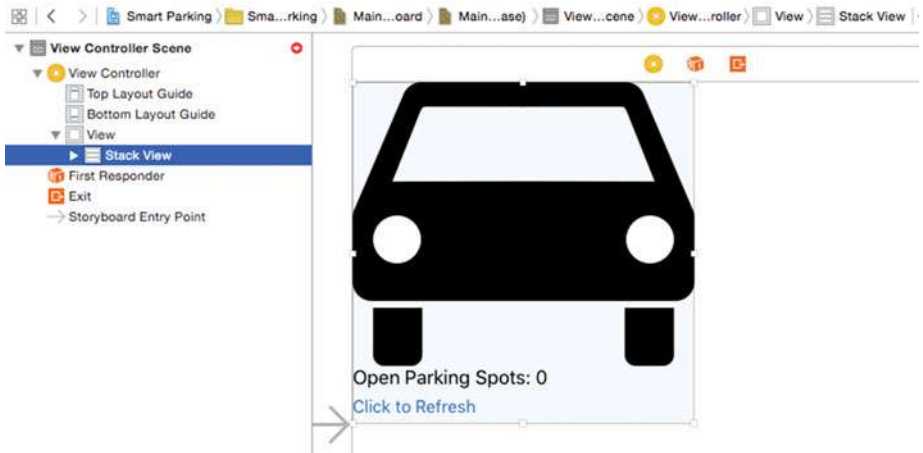 Smart Parking Sma...rking Main...oard Main...ase) View...cene View...roller View Stack View
View Controller Scene
View Controller
Top Layout Guide
Bottom Layout Guide
View
Stack View
First Responder
Exit
Storyboard Entry Point
Open Parking Spots: 0
Click to Refresh